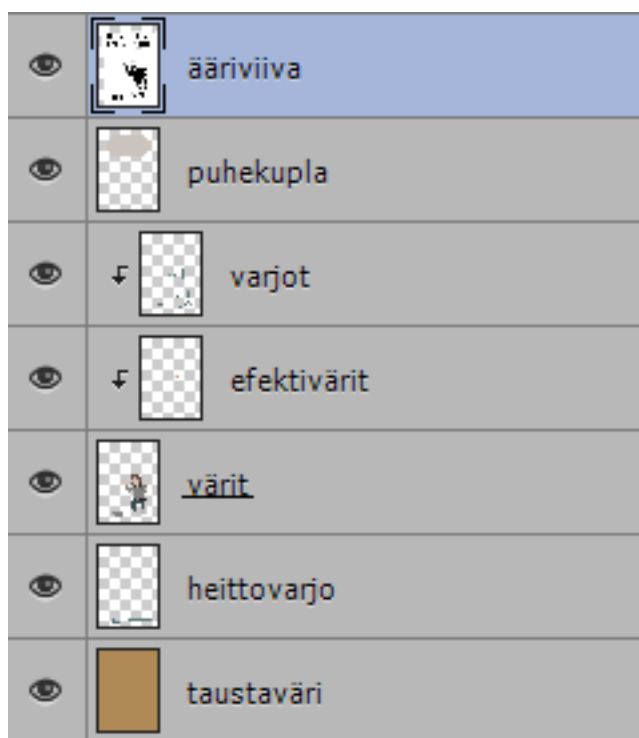 ääriviiva
puhekupla
varjot
efektivärit
värit
heittovarjo
taustaväri